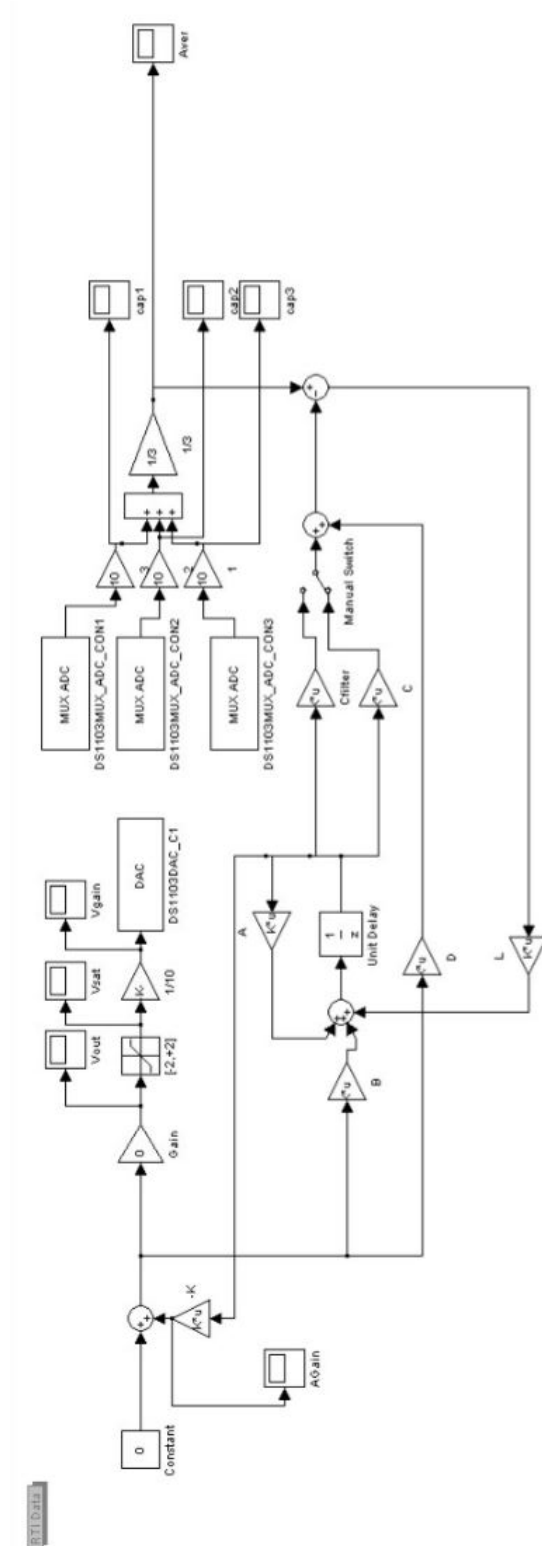 RTI Data
0
Constant
++
K*u
-K
AGain
0
Gain
Vout
[-2,+2]
Vsat
K-
1/10
Vgain
DAC
DS1103DAC_C1
MUX ADC
DS1103MUX_ADC_CON1
MUX ADC
DS1103MUX_ADC_CON2
MUX ADC
DS1103MUX_ADC_CON3
10
3
10
2
10
1
+
+
+
1/3
1/3
cap1
cap2
cap3
Aver
K*u
A
K*u
B
+++
1
z
Unit Delay
K*u
Cfilter
K*u
C
Manual Switch
++
+-
K*u
D
K*u
L